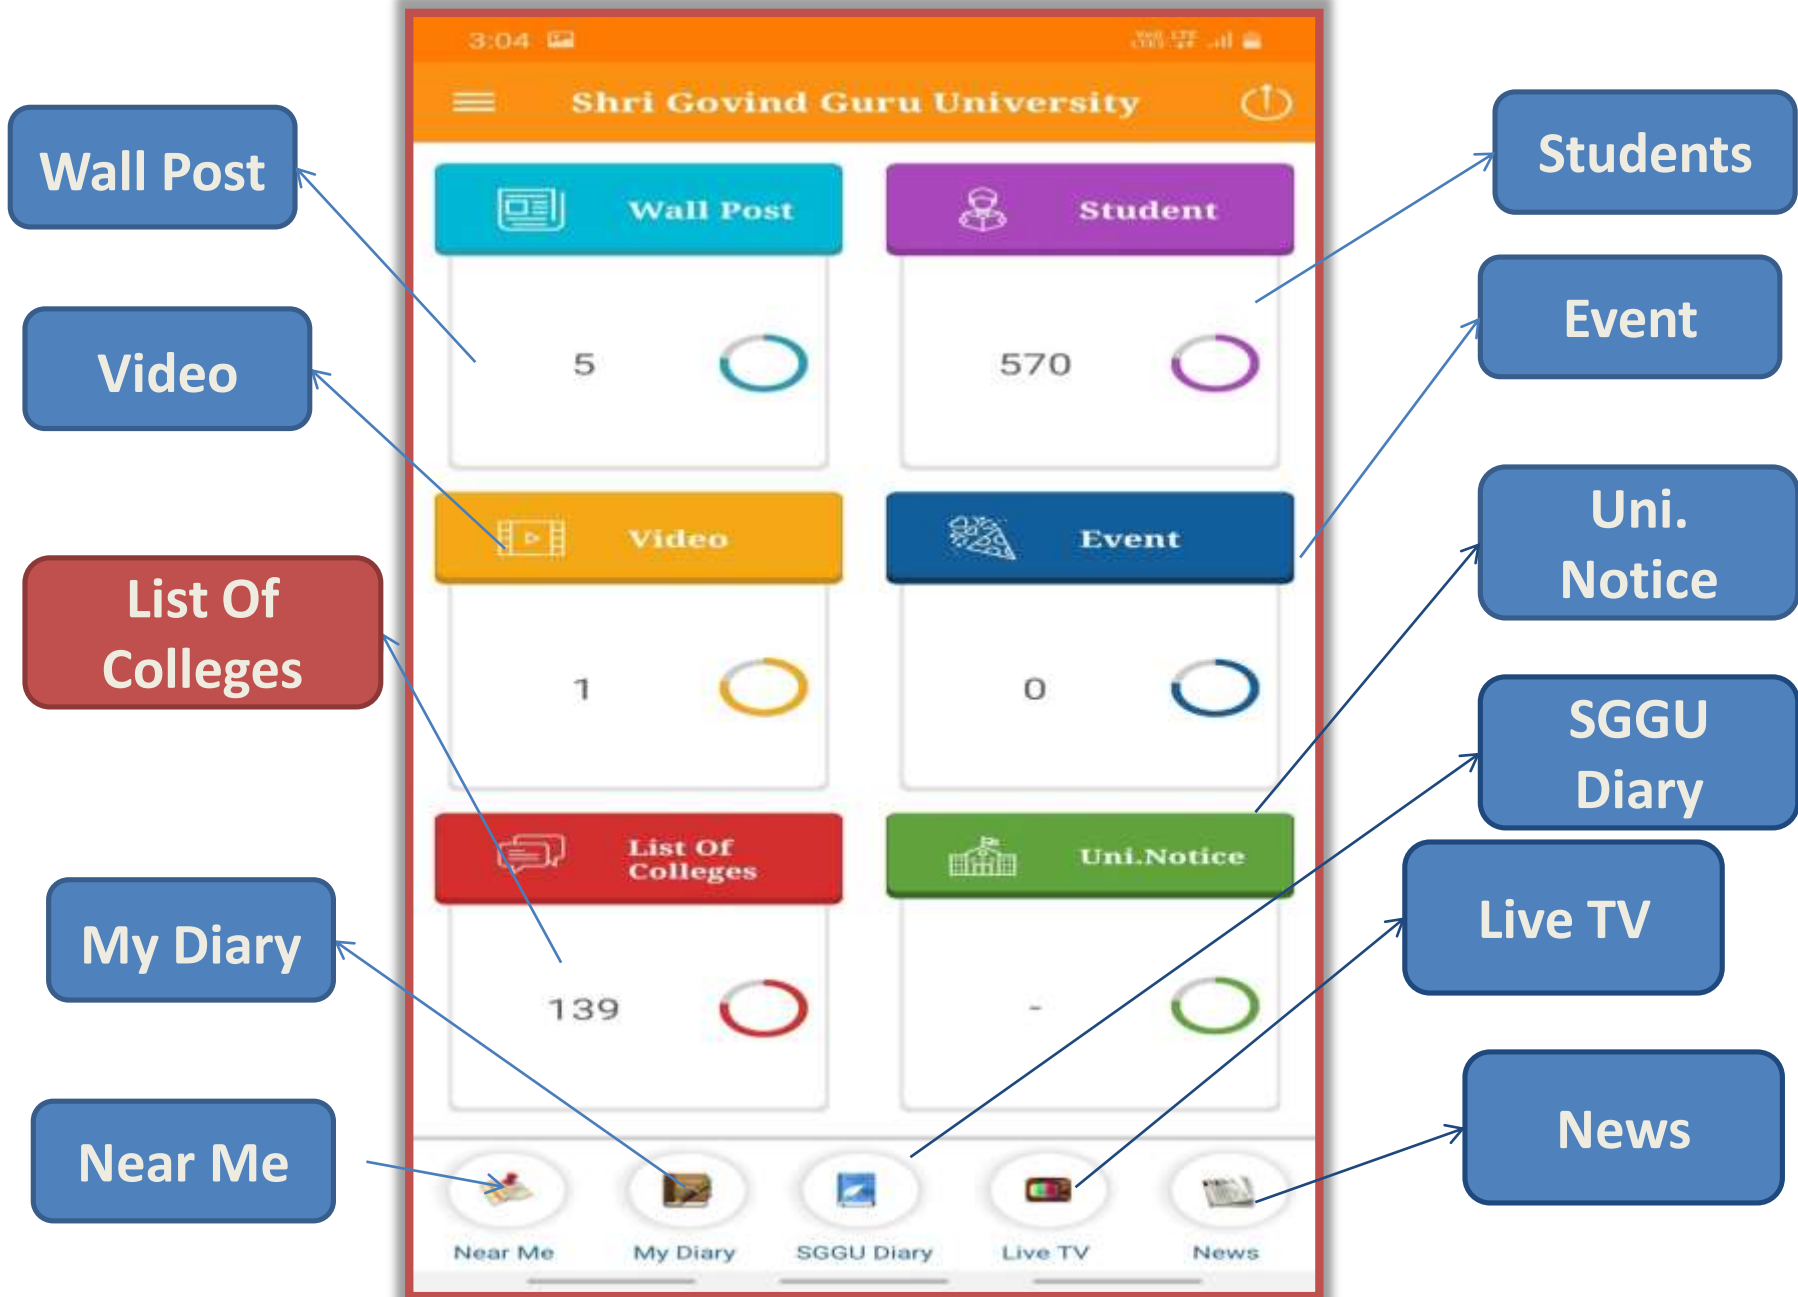 3:04
Shri Govind Guru University
Wall Post
Video
List Of
Colleges
My Diary
Near Me
Wall Post
Student
5
570
Video
Event
1
0
List Of
Colleges
Uni.Notice
139
-
Near Me
My Diary
SGGU Diary
Live TV
News
Students
Event
Uni.
Notice
SGGU
Diary
Live TV
News